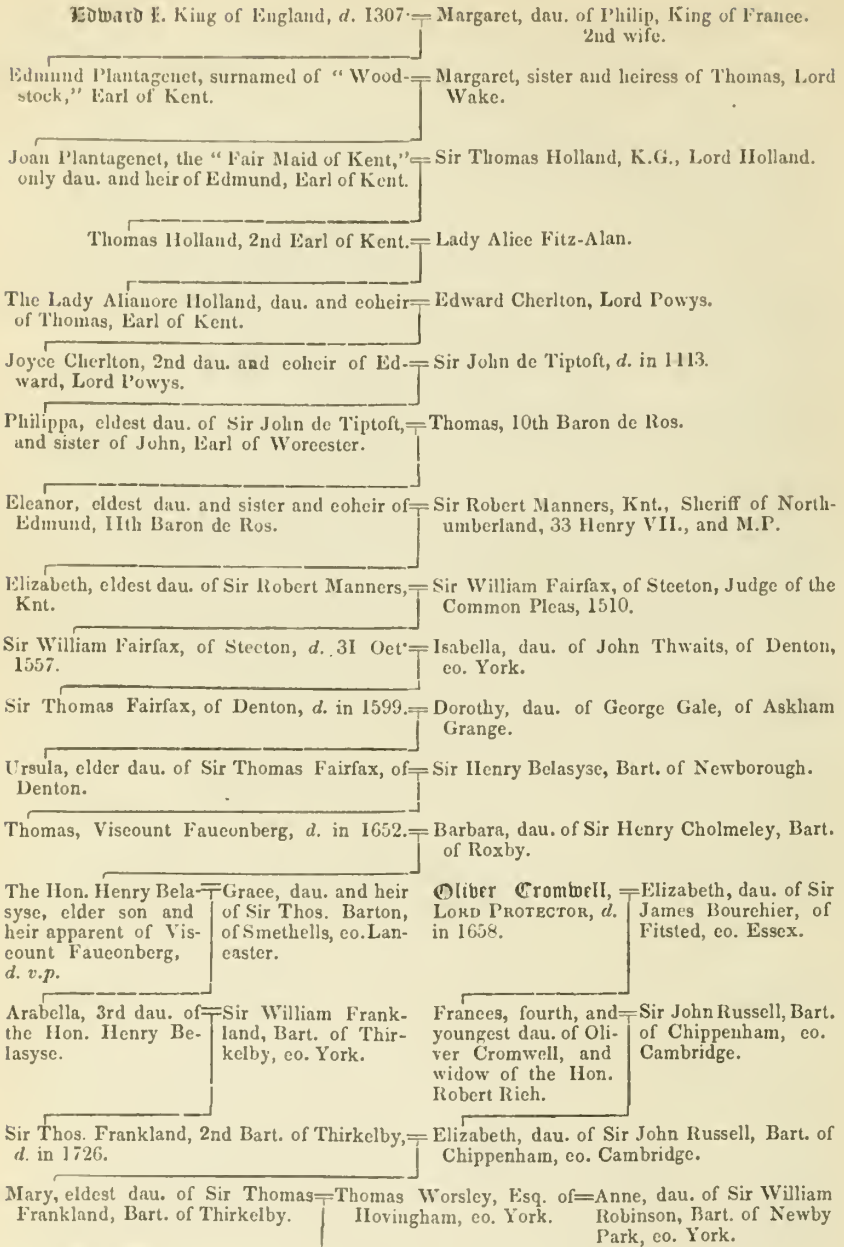 Edward I. King of England, d. 1307. = Margaret, dau. of Philip, King of France.
2nd wife.
Edmund Plantagenet, surnamed of "Wood- = Margaret, sister and heiress of Thomas, Lord
stock," Earl of Kent. Wake.
Joan Plantagenet, the "Fair Maid of Kent," = Sir Thomas Holland, K.G., Lord Holland.
only dau. and heir of Edmund, Earl of Kent.
Thomas Holland, 2nd Earl of Kent. = Lady Alice Fitz-Alan.
The Lady Alianore Holland, dau. and coheir = Edward Cherlton, Lord Powys.
of Thomas, Earl of Kent.
Joyce Cherlton, 2nd dau. and coheir of Ed- = Sir John de Tiptoft, d. in 1443.
ward, Lord Powys.
Philippa, eldest dau. of Sir John de Tiptoft, = Thomas, 10th Baron de Ros.
and sister of John, Earl of Worcester.
Eleanor, eldest dau. and sister and coheir of = Sir Robert Manners, Knt., Sheriff of North-
Edmund, 11th Baron de Ros. umberland, 33 Henry VII., and M.P.
Elizabeth, eldest dau. of Sir Robert Manners, = Sir William Fairfax, of Steeton, Judge of the
Knt. Common Pleas, 1510.
Sir William Fairfax, of Steeton, d. 31 Oct. = Isabella, dau. of John Thwaits, of Denton,
1557. co. York.
Sir Thomas Fairfax, of Denton, d. in 1599. = Dorothy, dau. of George Gale, of Askham
Grange.
Ursula, elder dau. of Sir Thomas Fairfax, of = Sir Henry Belasyse, Bart. of Newborough.
Denton.
Thomas, Viscount Fauconberg, d. in 1652. = Barbara, dau. of Sir Henry Cholmeley, Bart.
of Roxby.
The Hon. Henry Bela- = Grace, dau. and heir
syse, elder son and of Sir Thos. Barton,
heir apparent of Vis- of Smethells, co. Lan-
count Fauconberg, caster.
d. v.p.
Oliver Cromwell, = Elizabeth, dau. of Sir
LORD PROTECTOR, d. James Bourchier, of
in 1658. Fitsted, co. Essex.
Arabella, 3rd dau. of = Sir William Frank-
the Hon. Henry Be- land, Bart. of Thir-
lasyse. kelby, co. York.
Frances, fourth, and = Sir John Russell, Bart.
youngest dau. of Oli- of Chippenham, co.
ver Cromwell, and Cambridge.
widow of the Hon.
Robert Rich.
Sir Thos. Frankland, 2nd Bart. of Thirkelby, = Elizabeth, dau. of Sir John Russell, Bart. of
d. in 1726. Chippenham, co. Cambridge.
Mary, eldest dau. of Sir Thomas = Thomas Worsley, Esq. of = Anne, dau. of Sir William
Frankland, Bart. of Thirkelby. Hovingham, co. York. Robinson, Bart. of Newby
Park, co. York.